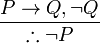 P → Q, ¬Q
∴ ¬P